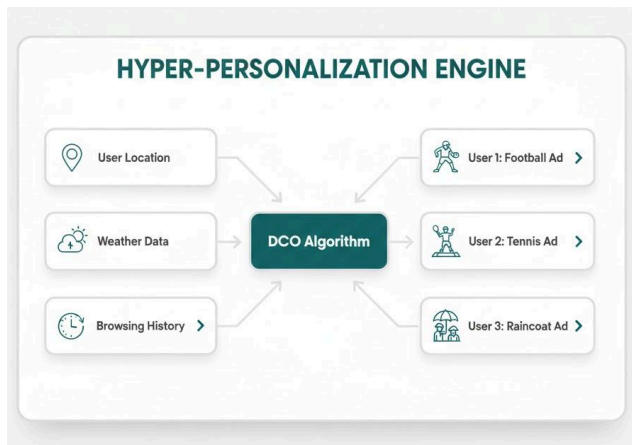 HYPER-PERSONALIZATION ENGINE
User Location
Weather Data
Browsing History
DCO Algorithm
User 1: Football Ad
User 2: Tennis Ad
User 3: Raincoat Ad